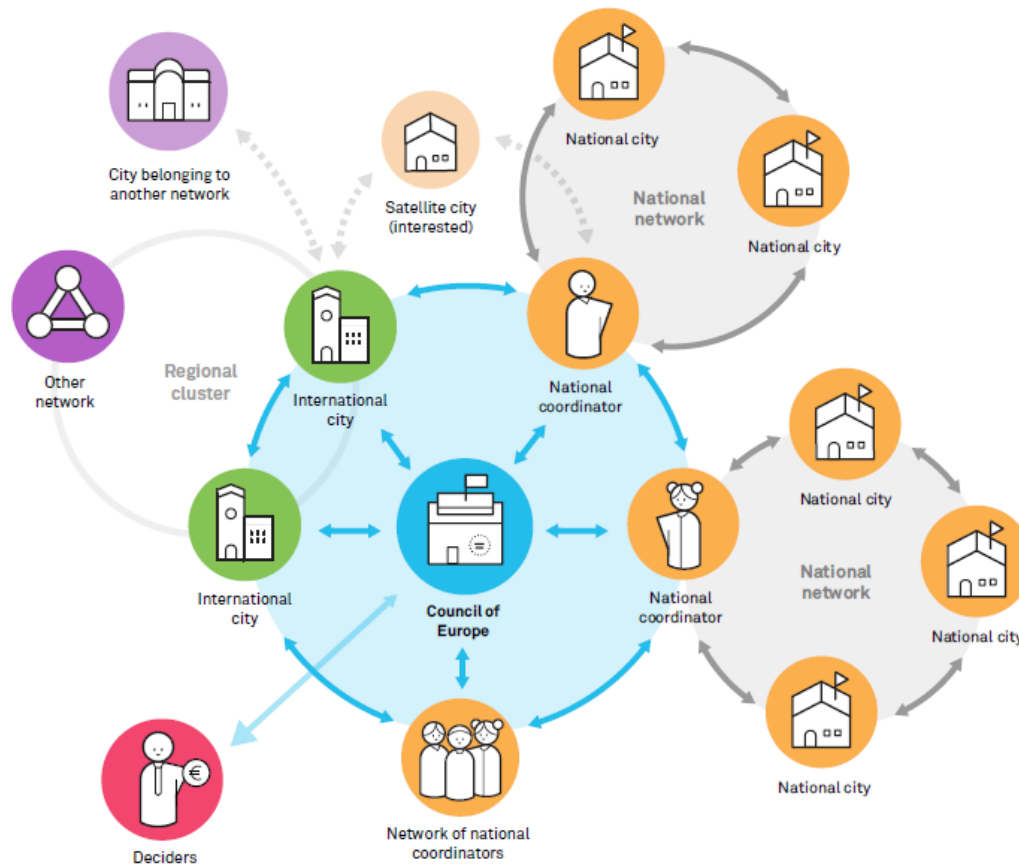 National city
City belonging to
another network
Satellite city
(interested)
National
network
National city
Other
network
Regional
cluster
International
city
National
coordinator
National city
International
city
Council of
Europe
National
coordinator
National
network
National city
National city
Deciders
€
Network of national
coordinators